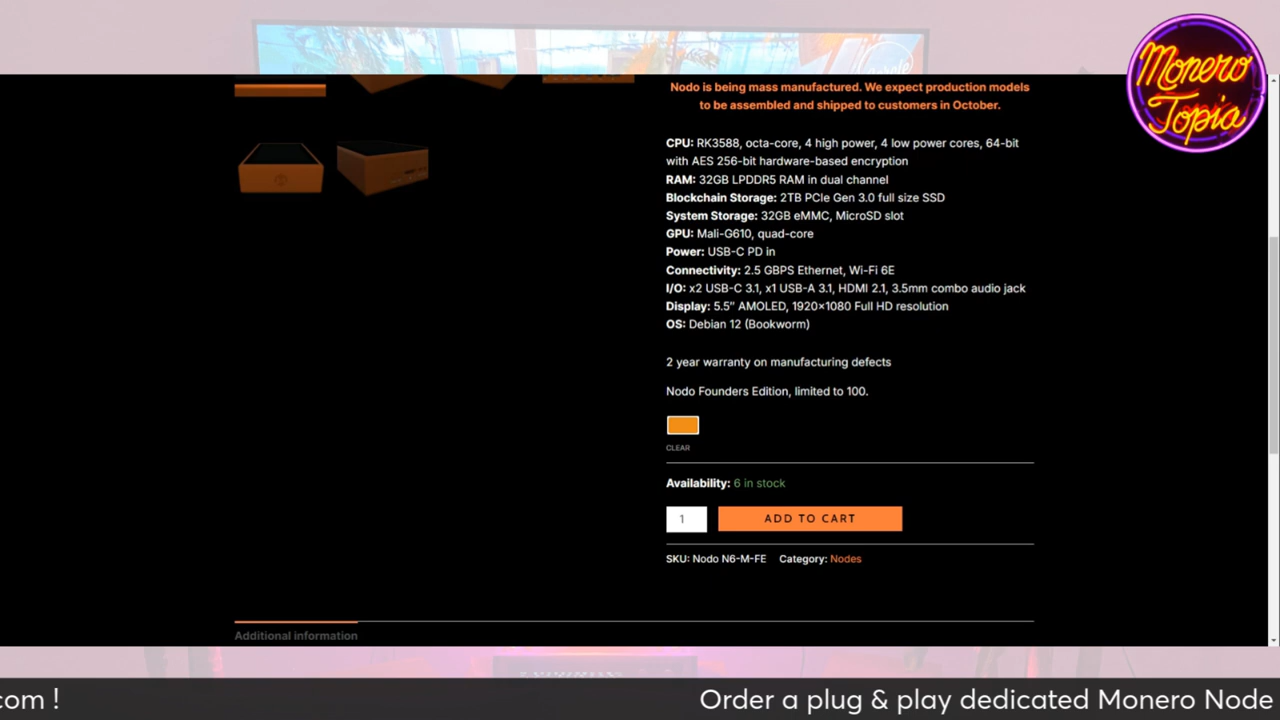 Monero
Topia
Nodo is being mass manufactured. We expect production models
to be assembled and shipped to customers in October.
CPU: RK3588, octa-core, 4 high power, 4 low power cores, 64-bit
with AES 256-bit hardware-based encryption
RAM: 32GB LPDDR5 RAM in dual channel
Blockchain Storage: 2TB PCIe Gen 3.0 full size SSD
System Storage: 32GB eMMC, MicroSD slot
GPU: Mali-G610, quad-core
Power: USB-C PD in
Connectivity: 2.5 GBPS Ethernet, Wi-Fi 6E
I/O: x2 USB-C 3.1, x1 USB-A 3.1, HDMI 2.1, 3.5mm combo audio jack
Display: 5.5" AMOLED, 1920×1080 Full HD resolution
OS: Debian 12 (Bookworm)
2 year warranty on manufacturing defects
Nodo Founders Edition, limited to 100.
CLEAR
Availability: 6 in stock
1 ADD TO CART
SKU: Nodo N6-M-FE Category: Nodes
Additional information
com ! Order a plug & play dedicated Monero Node